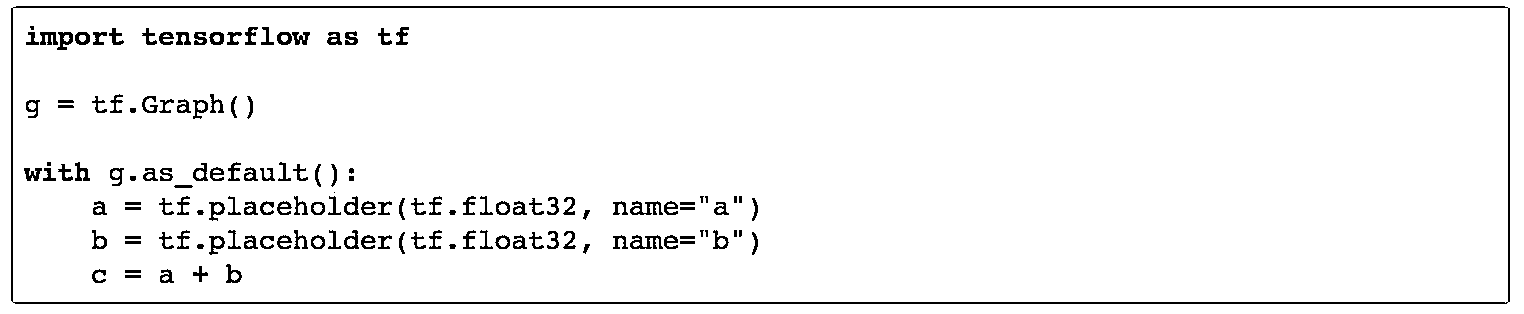 import tensorflow as tf
g = tf.Graph()
with g.as_default():
    a = tf.placeholder(tf.float32, name="a")
    b = tf.placeholder(tf.float32, name="b")
    c = a + b